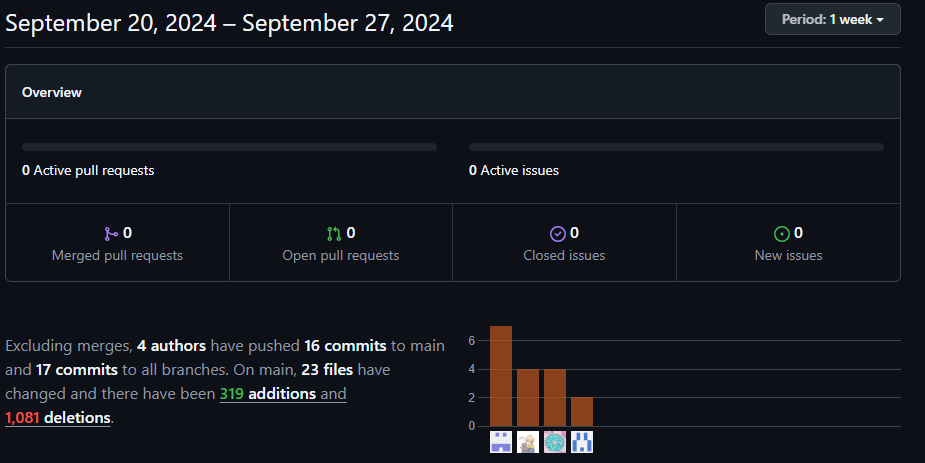 September 20, 2024 – September 27, 2024
Period: 1 week
Overview
0 Active pull requests
0 Active issues
0
Merged pull requests
0
Open pull requests
0
Closed issues
0
New issues
Excluding merges, 4 authors have pushed 16 commits to main
and 17 commits to all branches. On main, 23 files have
changed and there have been 319 additions and
1,081 deletions.
6
4
2
0